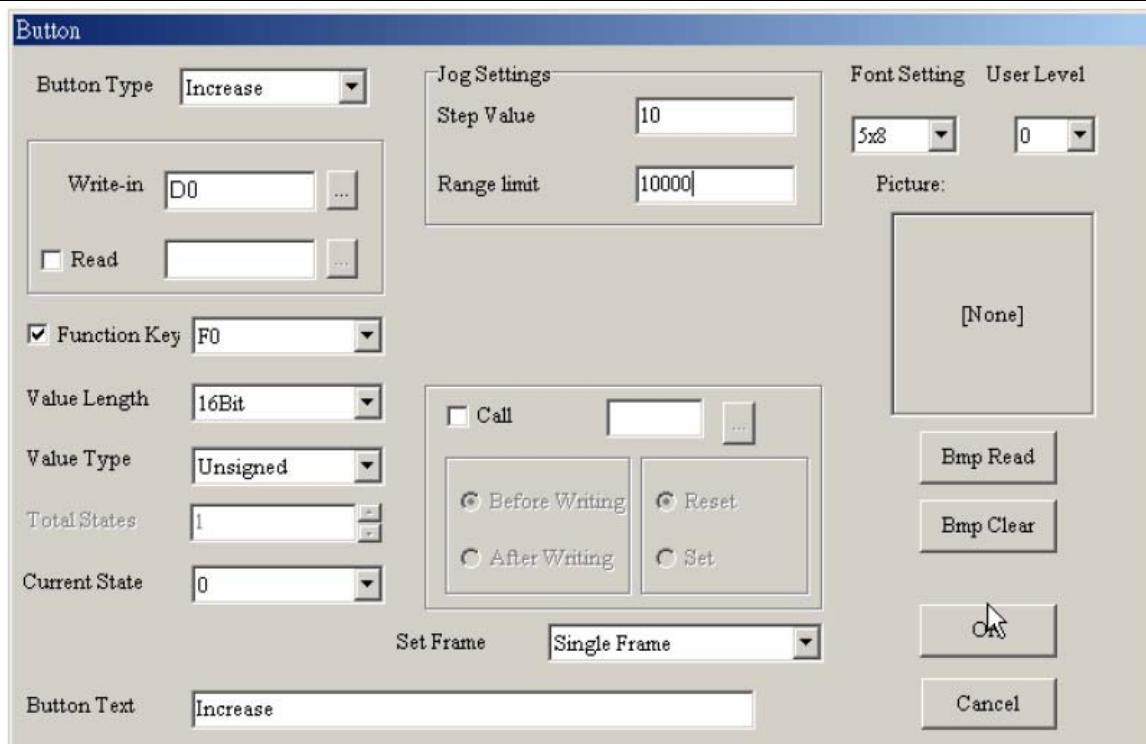 Button
Button Type Increase
Write-in D0 ...
Read ...
Function Key F0
Value Length 16Bit
Value Type Unsigned
Total States 1
Current State 0
Jog Settings
Step Value 10
Range limit 10000
Call ...
Before Writing
After Writing
Reset
Set
Set Frame Single Frame
Button Text Increase
Font Setting User Level
5x8 0
Picture:
[None]
Bmp Read
Bmp Clear
OK
Cancel